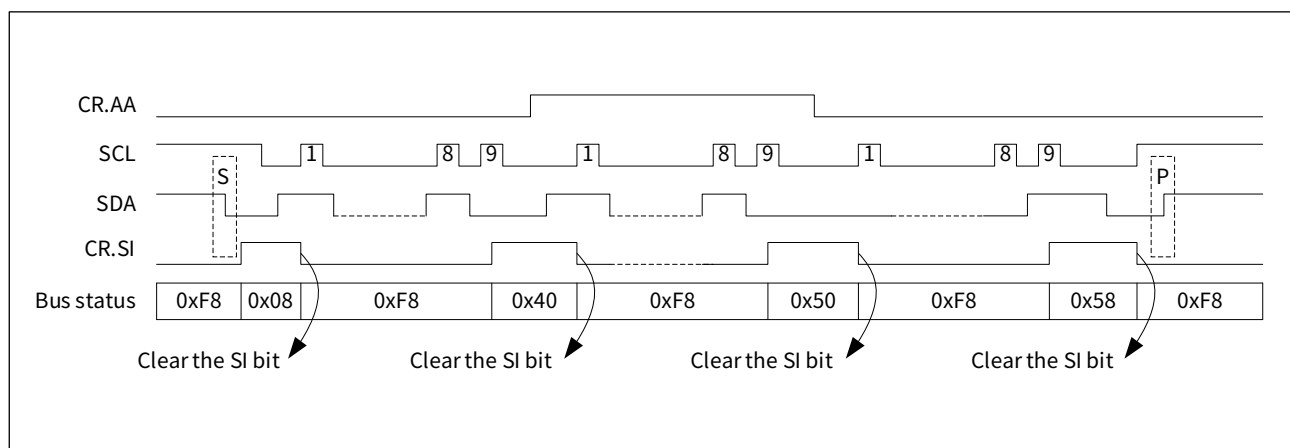 CR.AA
SCL 1 8 9 1 8 9 1 8 9
S P
SDA
CR.SI
Bus status 0xF8 0x08 0xF8 0x40 0xF8 0x50 0xF8 0x58 0xF8
Clear the SI bit Clear the SI bit Clear the SI bit Clear the SI bit